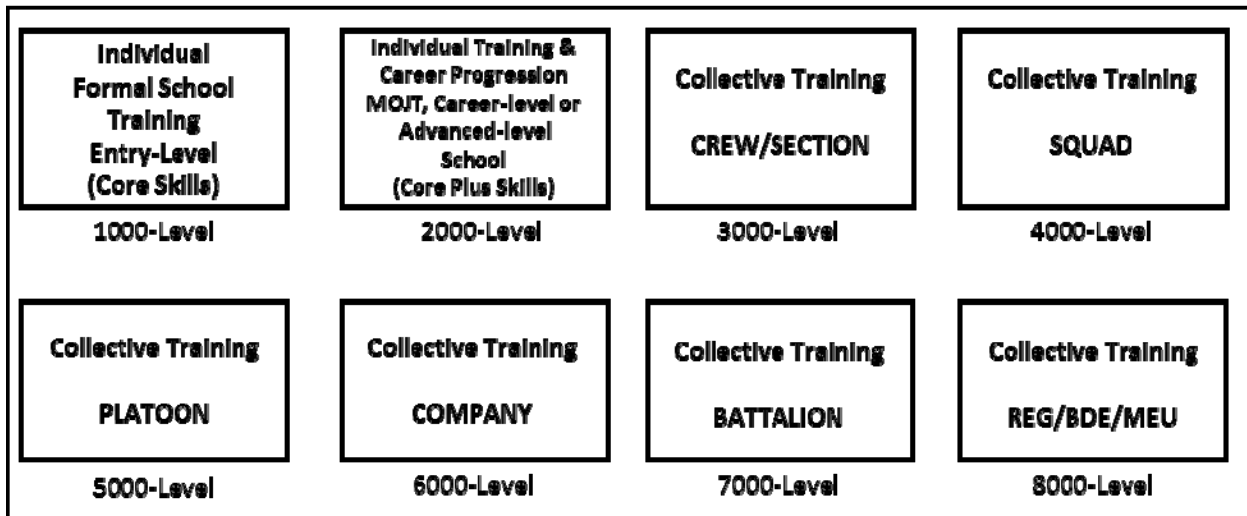 Individual
Formal School
Training
Entry-Level
(Core Skills)
1000-Level
Individual Training &
Career Progression
MOJT, Career-level or
Advanced-level
School
(Core Plus Skills)
2000-Level
Collective Training
CREW/SECTION
3000-Level
Collective Training
SQUAD
4000-Level
Collective Training
PLATOON
5000-Level
Collective Training
COMPANY
6000-Level
Collective Training
BATTALION
7000-Level
Collective Training
REG/BDE/MEU
8000-Level